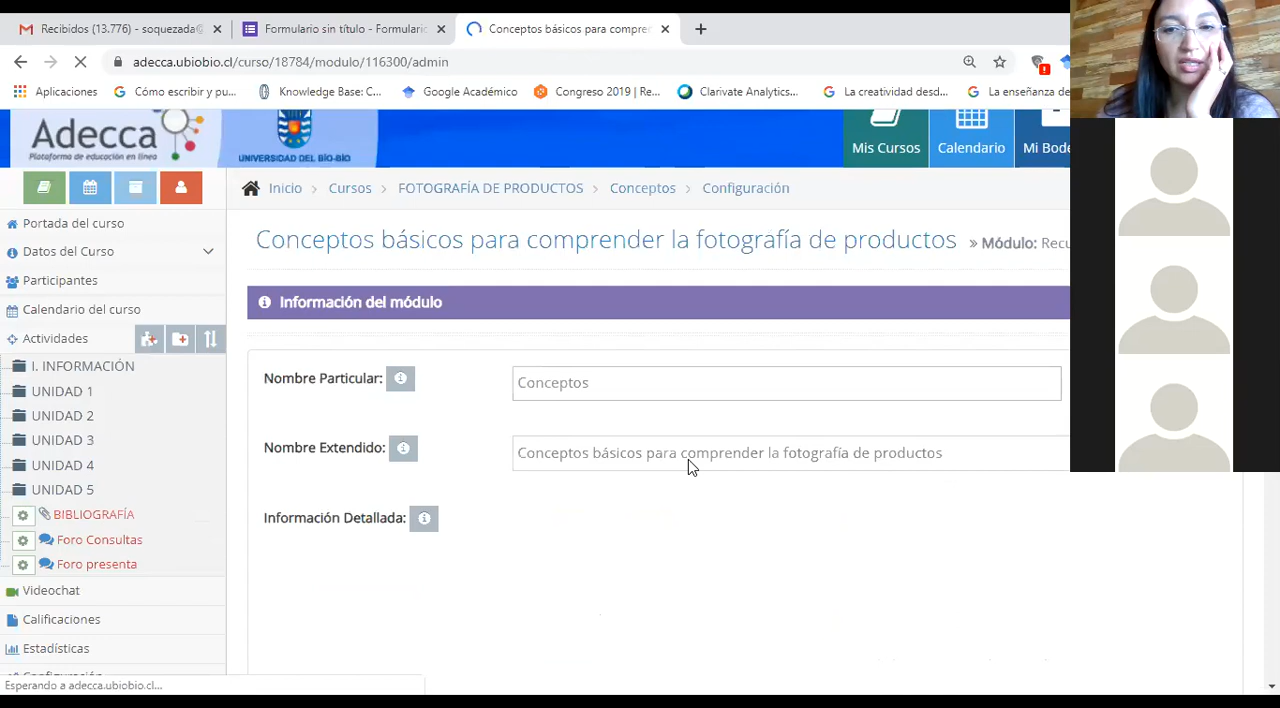 Recibidos (13.776) - soquezada@
Formulario sin título - Formulario
Conceptos básicos para compre
adecca.ubiobio.cl/curso/18784/modulo/116300/admin
Aplicaciones
Cómo escribir y pu...
Knowledge Base: C...
Google Académico
Congreso 2019 | Re...
Clarivate Analytics...
La creatividad desd...
La enseñanza de
Adecca
Plataforma de educación en línea
UNIVERSIDAD DEL BÍO-BÍO
Mis Cursos
Calendario
Mi Bode
Inicio > Cursos > FOTOGRAFÍA DE PRODUCTOS > Conceptos > Configuración
Portada del curso
Datos del Curso
Participantes
Calendario del curso
Actividades
I. INFORMACIÓN
UNIDAD 1
UNIDAD 2
UNIDAD 3
UNIDAD 4
UNIDAD 5
BIBLIOGRAFÍA
Foro Consultas
Foro presenta
Videochat
Calificaciones
Estadísticas
Configuración
Conceptos básicos para comprender la fotografía de productos » Módulo: Recu
Información del módulo
Nombre Particular:
Conceptos
Nombre Extendido:
Conceptos básicos para comprender la fotografía de productos
Información Detallada:
Esperando a adecca.ubiobio.cl...